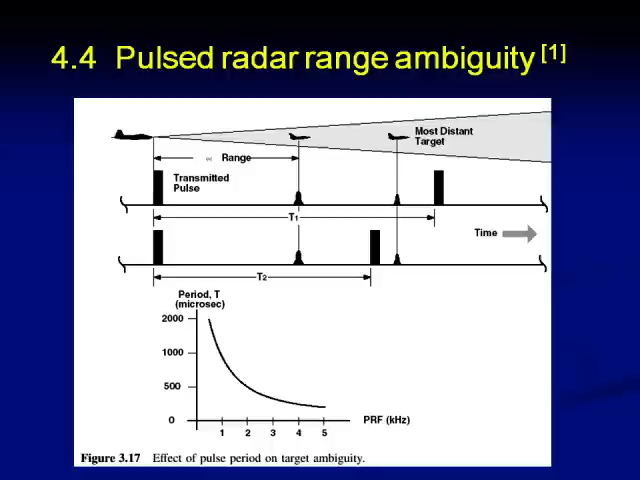 4.4 Pulsed radar range ambiguity [1]
Most Distant
Target
∝ Range
Transmitted
Pulse
T1
Time
T2
Period, T
(microsec)
2000
1000
500
0
1 2 3 4 5
PRF (kHz)
Figure 3.17 Effect of pulse period on target ambiguity.